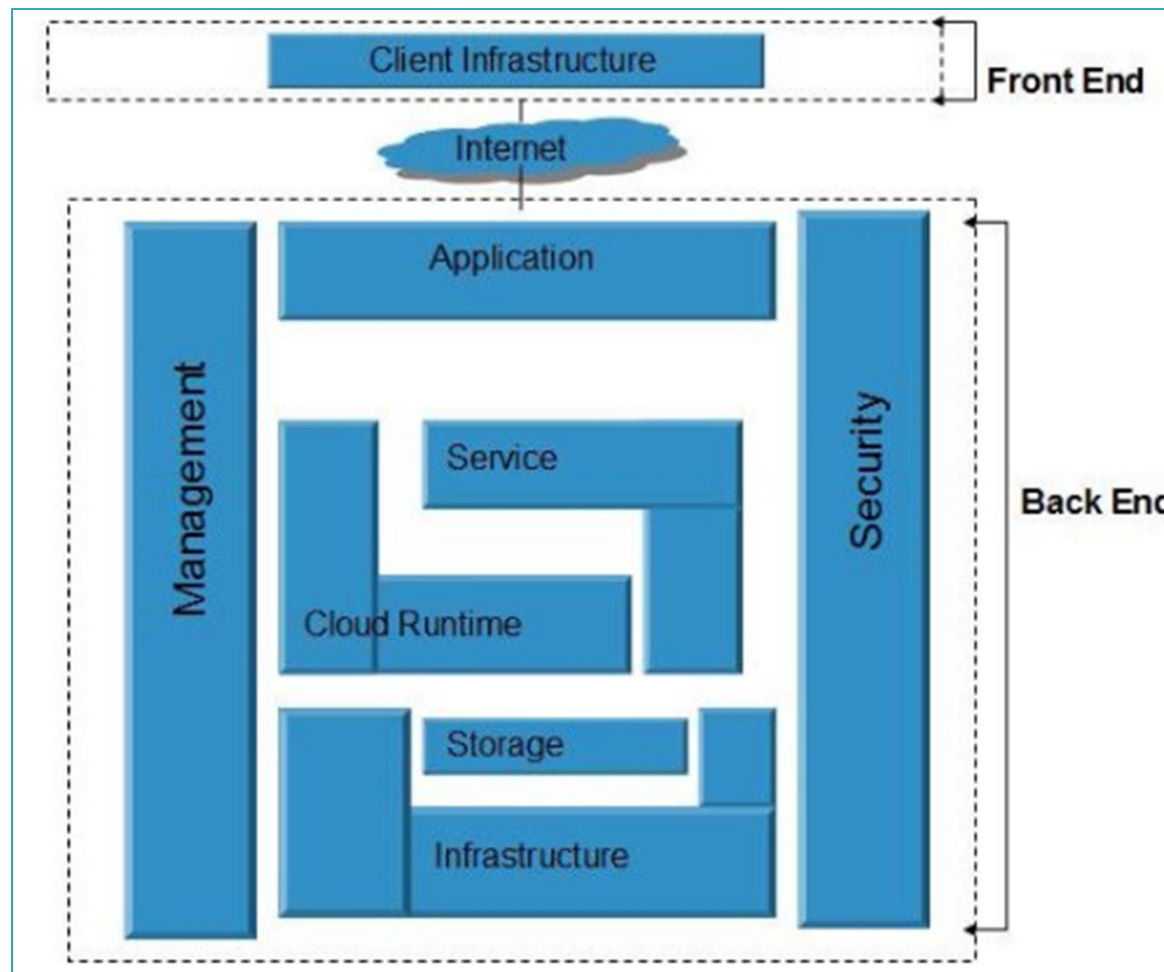 Client Infrastructure
Front End
Internet
Application
Management
Security
Service
Back End
Cloud Runtime
Storage
Infrastructure